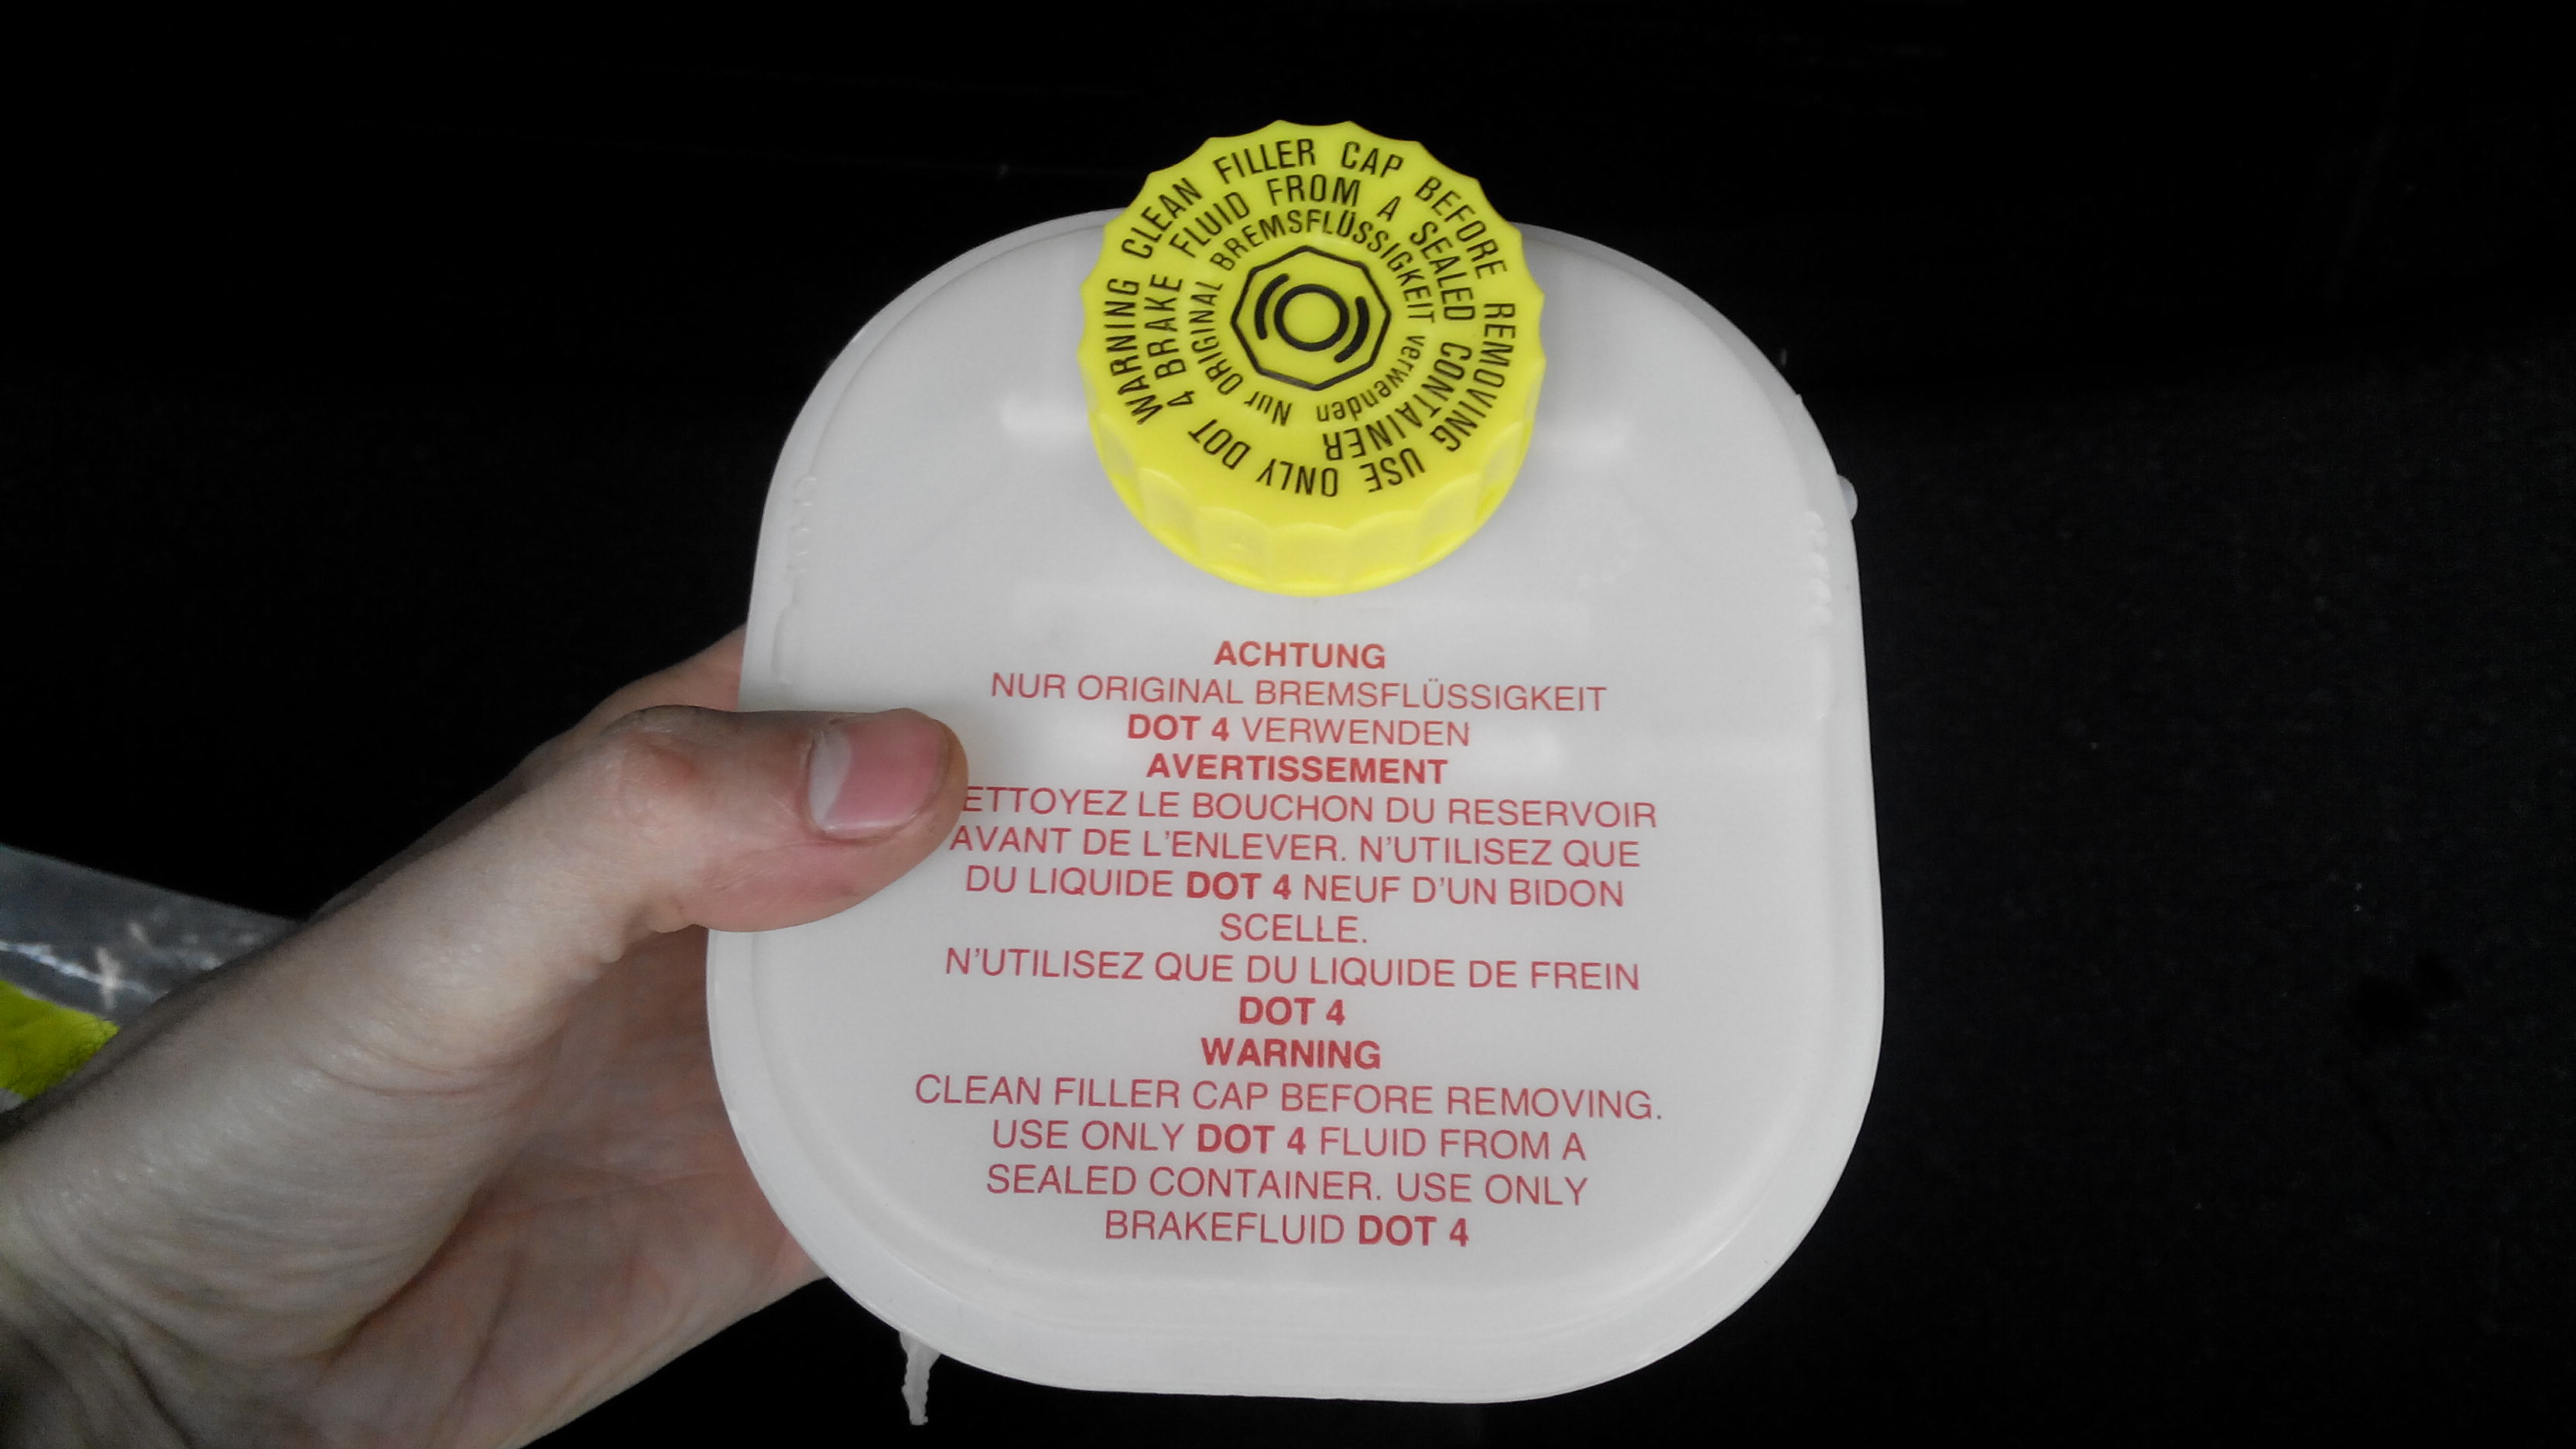 WARNING CLEAN FILLER CAP BEFORE REMOVING USE ONLY DOT
4 BRAKE FLUID FROM A SEALED CONTAINER
Nur ORIGINAL BREMSFLÜSSIGKEIT verwenden
ACHTUNG
NUR ORIGINAL BREMSFLÜSSIGKEIT
DOT 4 VERWENDEN
AVERTISSEMENT
ETTOYEZ LE BOUCHON DU RESERVOIR
AVANT DE L'ENLEVER. N'UTILISEZ QUE
DU LIQUIDE DOT 4 NEUF D'UN BIDON
SCELLE.
N'UTILISEZ QUE DU LIQUIDE DE FREIN
DOT 4
WARNING
CLEAN FILLER CAP BEFORE REMOVING.
USE ONLY DOT 4 FLUID FROM A
SEALED CONTAINER. USE ONLY
BRAKEFLUID DOT 4